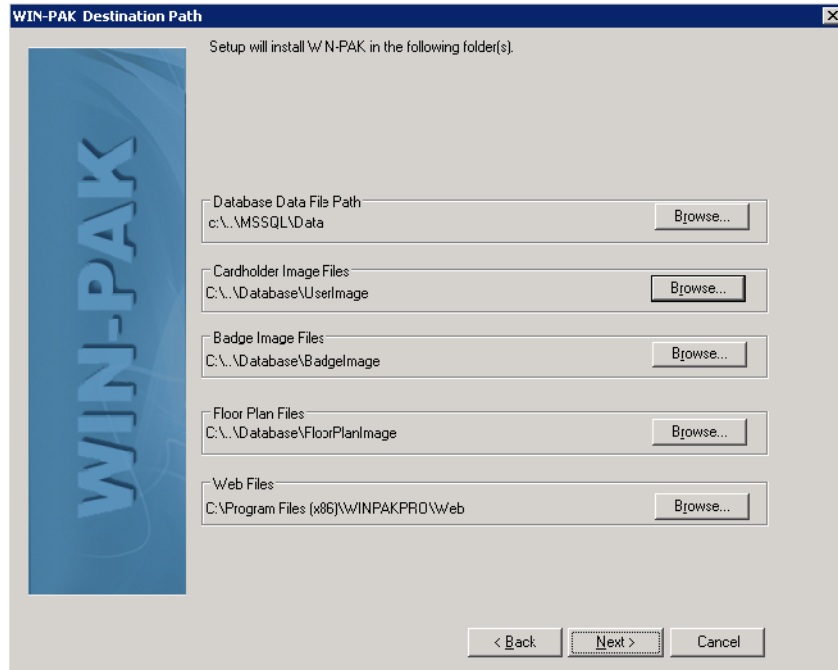 WIN-PAK Destination Path
Setup will install WIN-PAK in the following folder(s).
WIN-PAK
Database Data File Path
c:\..\MSSQL\Data
Browse...
Cardholder Image Files
C:\..\Database\UserImage
Browse...
Badge Image Files
C:\..\Database\BadgeImage
Browse...
Floor Plan Files
C:\..\Database\FloorPlanImage
Browse...
Web Files
C:\Program Files (x86)\WINPAKPRO\Web
Browse...
< Back
Next >
Cancel